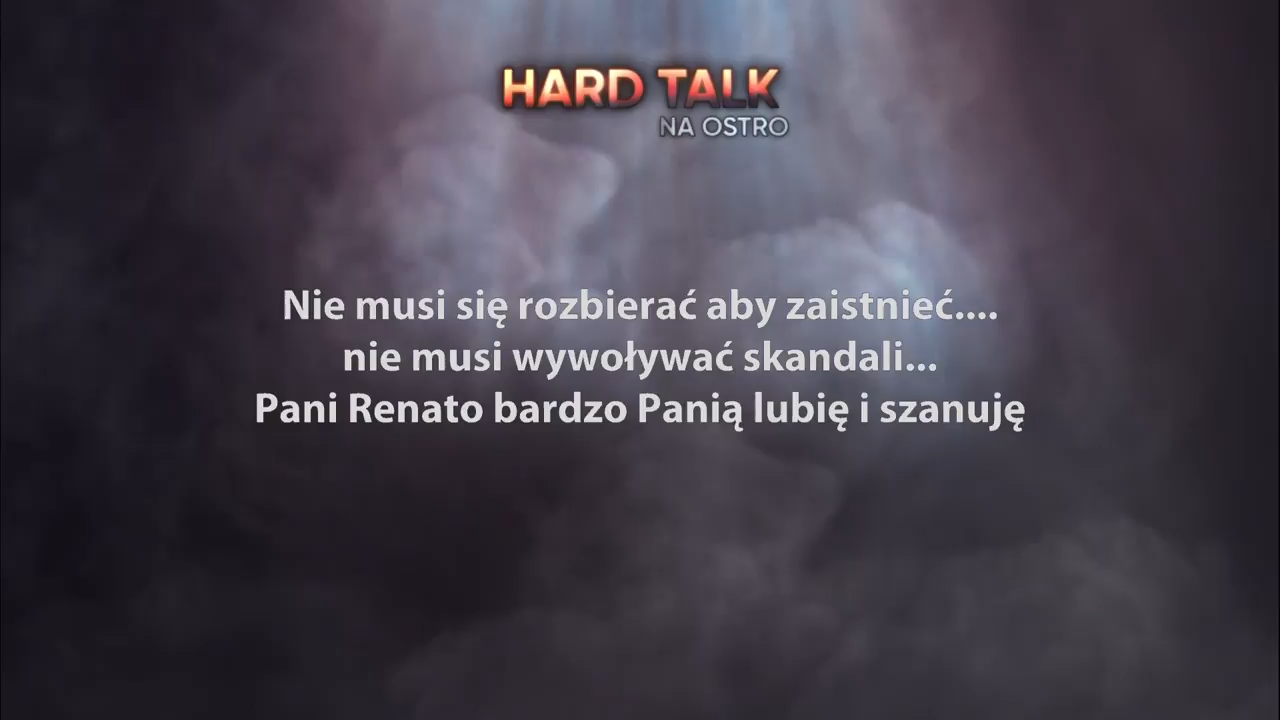 HARD TALK
NA OSTRO
Nie musi się rozbierać aby zaistnieć....
nie musi wywoływać skandali...
Pani Renato bardzo Panią lubię i szanuję